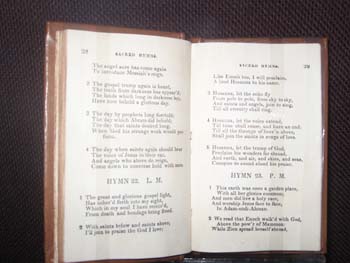 28
SACRED HYMNS.
The angel now has come again
To introduce Messiah's reign.
2 The gospel trump again is heard,
The truth from darkness has appear'd;
The lands which long in darkness lay,
Have now beheld a glorious day.
3 The day by prophets long foretold;
The day which Abram did behold;
The day that saints desired long,
When God his strange work would perform.
4 The day when saints again should hear
The voice of Jesus in their ear,
And angels who above do reign,
Come down to converse hold with men.
HYMN 22. L. M.
1 The great and glorious gospel light,
Has usher'd forth into my sight,
Which in my soul I have receiv'd,
From death and bondage being freed.
2 With saints below and saints above,
I'll join to praise the God I love;
SACRED HYMNS.
29
Like Enoch too, I will proclaim,
A loud Hosanna to his name.
3 Hosanna, let the echo fly
From pole to pole, from sky to sky,
And saints and angels, join to sing,
Till all eternity shall ring.
4 Hosanna, let the voice extend,
Till time shall cease, and have an end;
Till all the throngs of heav'n above,
Shall join the saints in songs of love.
5 Hosanna, let the trump of God,
Proclaim his wonders far abroad,
And earth, and air, and skies, and seas,
Conspire to sound aloud his praise.
HYMN 23. P. M.
1 This earth was once a garden place,
With all her glories common;
And men did live a holy race,
And worship Jesus face to face,
In Adam-ondi-Ahman.
2 We read that Enoch walk'd with God,
Above the pow'r of Mammon:
While Zion spread herself abroad,